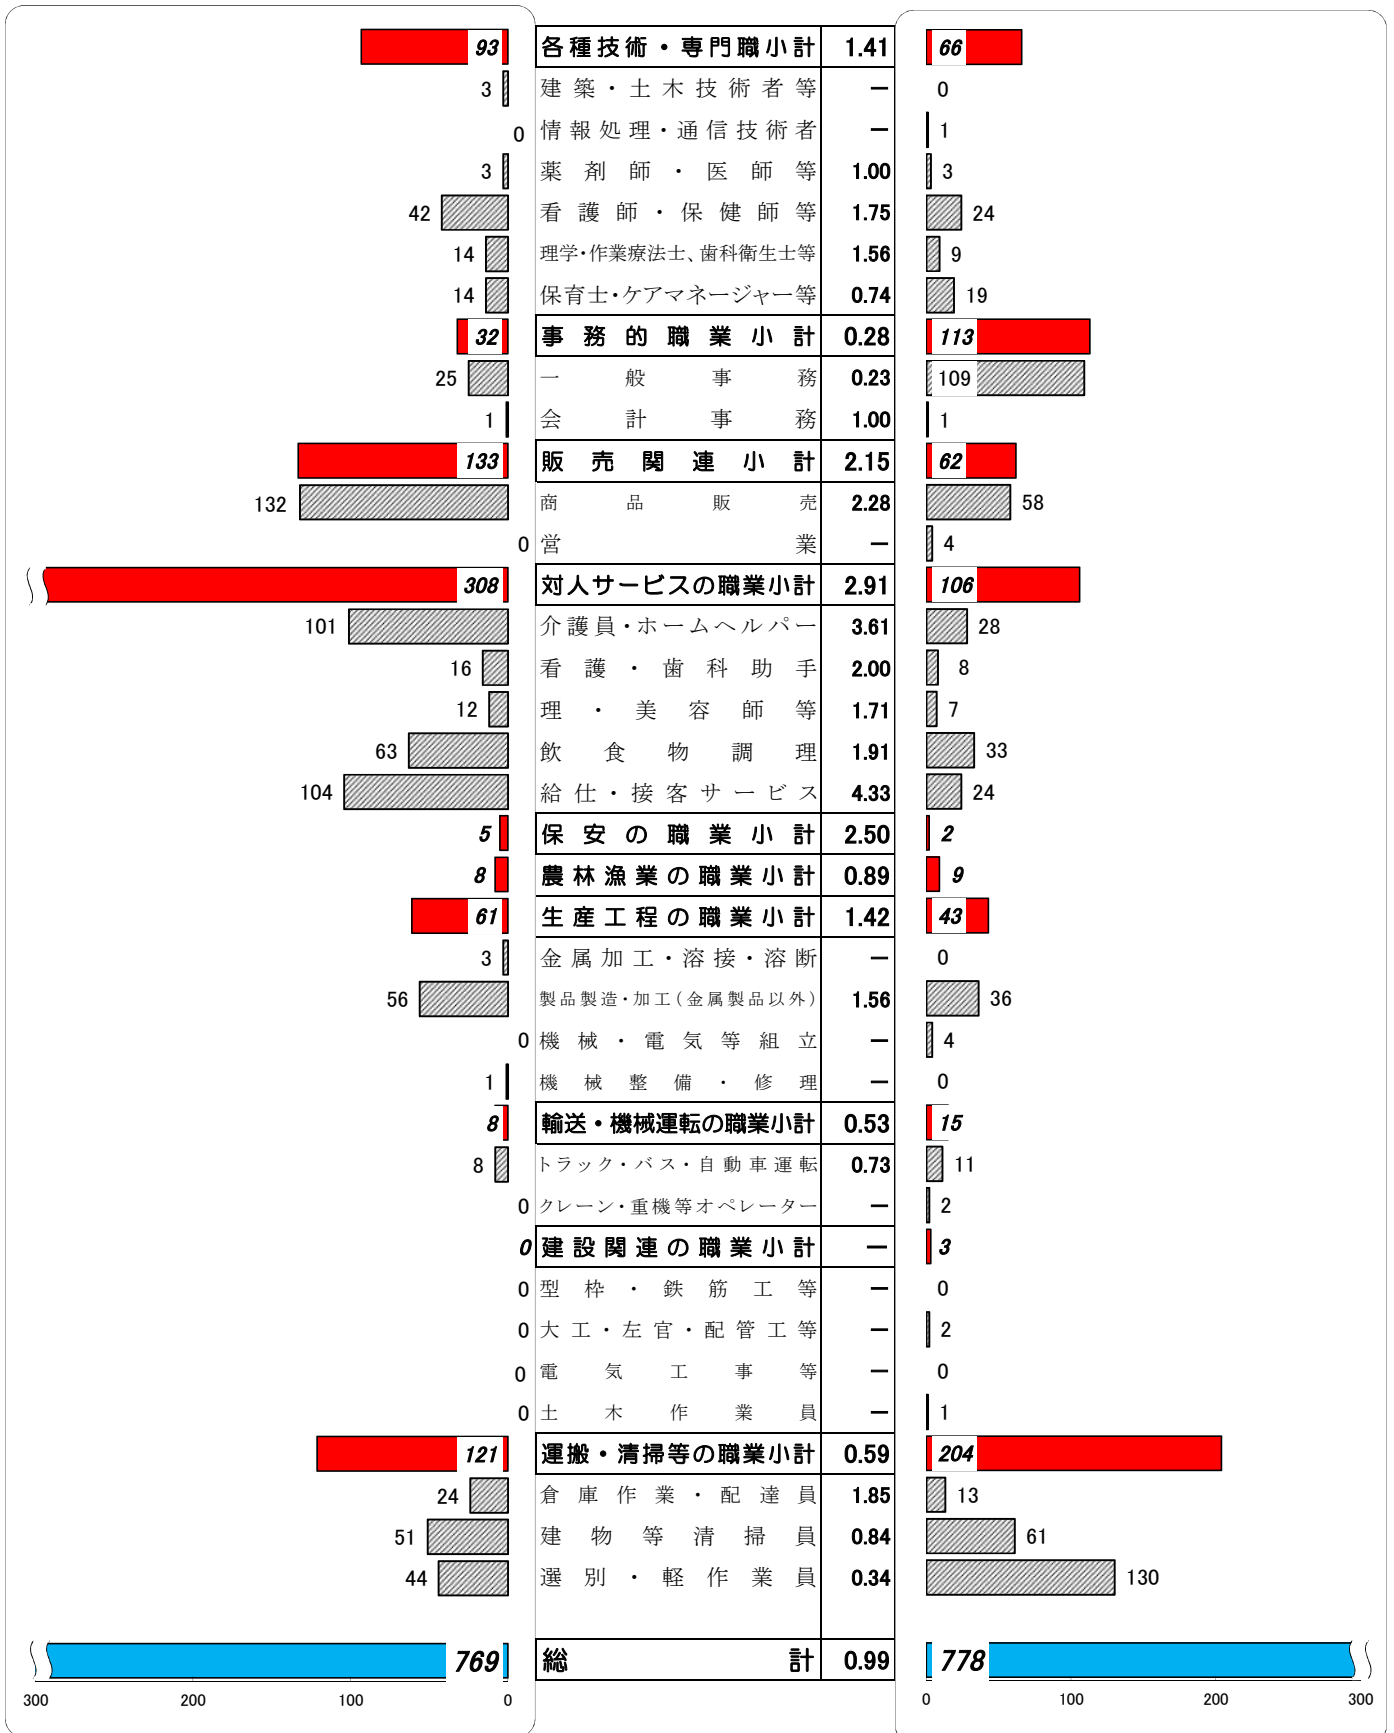 93 各種技術・専門職小計 1.41 66
3 建築・土木技術者等 － 0
0 情報処理・通信技術者 － 1
3 薬剤師・医師等 1.00 3
42 看護師・保健師等 1.75 24
14 理学・作業療法士、歯科衛生士等 1.56 9
14 保育士・ケアマネージャー等 0.74 19
32 事務的職業小計 0.28 113
25 一般事務 0.23 109
1 会計事務 1.00 1
133 販売関連小計 2.15 62
132 商品販売 2.28 58
0 営業 － 4
308 対人サービスの職業小計 2.91 106
101 介護員・ホームヘルパー 3.61 28
16 看護・歯科助手 2.00 8
12 理・美容師等 1.71 7
63 飲食物調理 1.91 33
104 給仕・接客サービス 4.33 24
5 保安の職業小計 2.50 2
8 農林漁業の職業小計 0.89 9
61 生産工程の職業小計 1.42 43
3 金属加工・溶接・溶断 － 0
56 製品製造・加工(金属製品以外) 1.56 36
0 機械・電気等組立 － 4
1 機械整備・修理 － 0
8 輸送・機械運転の職業小計 0.53 15
8 トラック・バス・自動車運転 0.73 11
0 クレーン・重機等オペレーター － 2
0 建設関連の職業小計 － 3
0 型枠・鉄筋工等 － 0
0 大工・左官・配管工等 － 2
0 電気工事等 － 0
0 土木作業員 － 1
121 運搬・清掃等の職業小計 0.59 204
24 倉庫作業・配達員 1.85 13
51 建物等清掃員 0.84 61
44 選別・軽作業員 0.34 130
769 総計 0.99 778
300 200 100 0 0 100 200 300